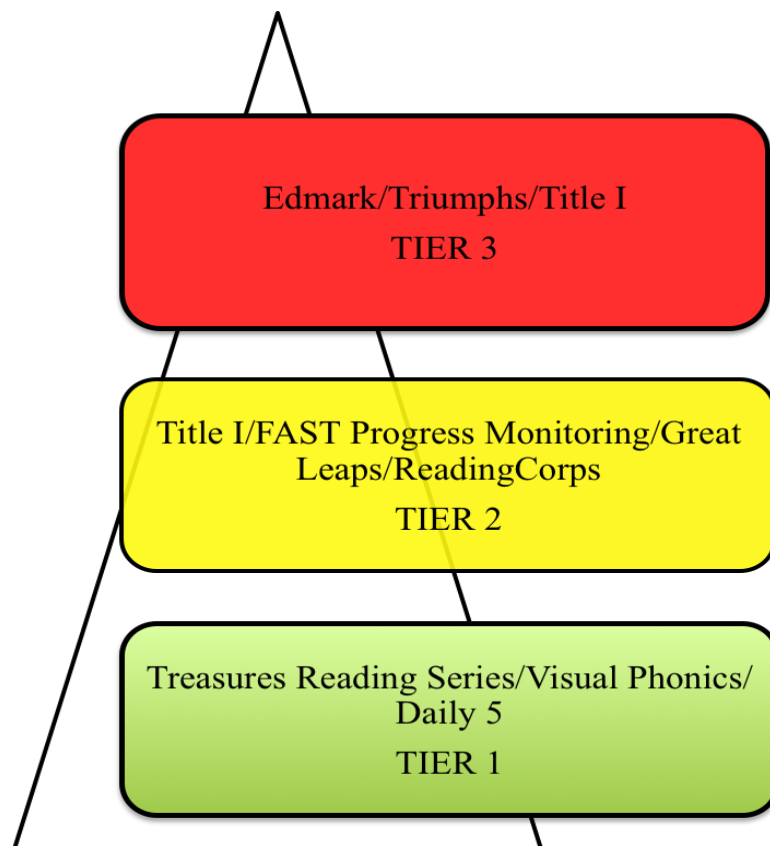 Edmark/Triumphs/Title I
TIER 3
Title I/FAST Progress Monitoring/Great
Leaps/ReadingCorps
TIER 2
Treasures Reading Series/Visual Phonics/
Daily 5
TIER 1